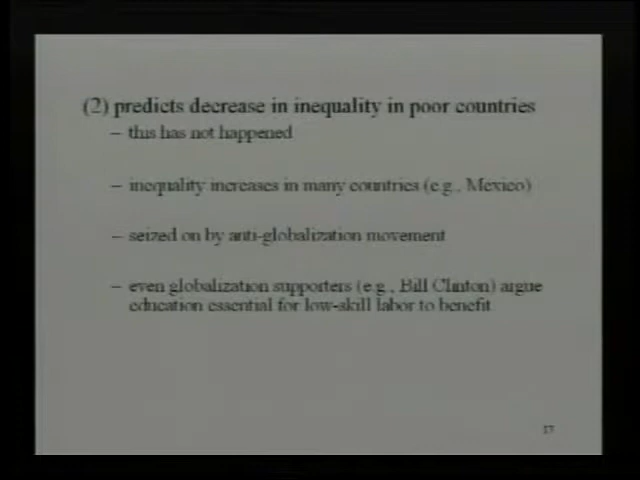 (2) predicts decrease in inequality in poor countries
– this has not happened
– inequality increases in many countries (e.g., Mexico)
– seized on by anti-globalization movement
– even globalization supporters (e.g., Bill Clinton) argue
education essential for low-skill labor to benefit
17